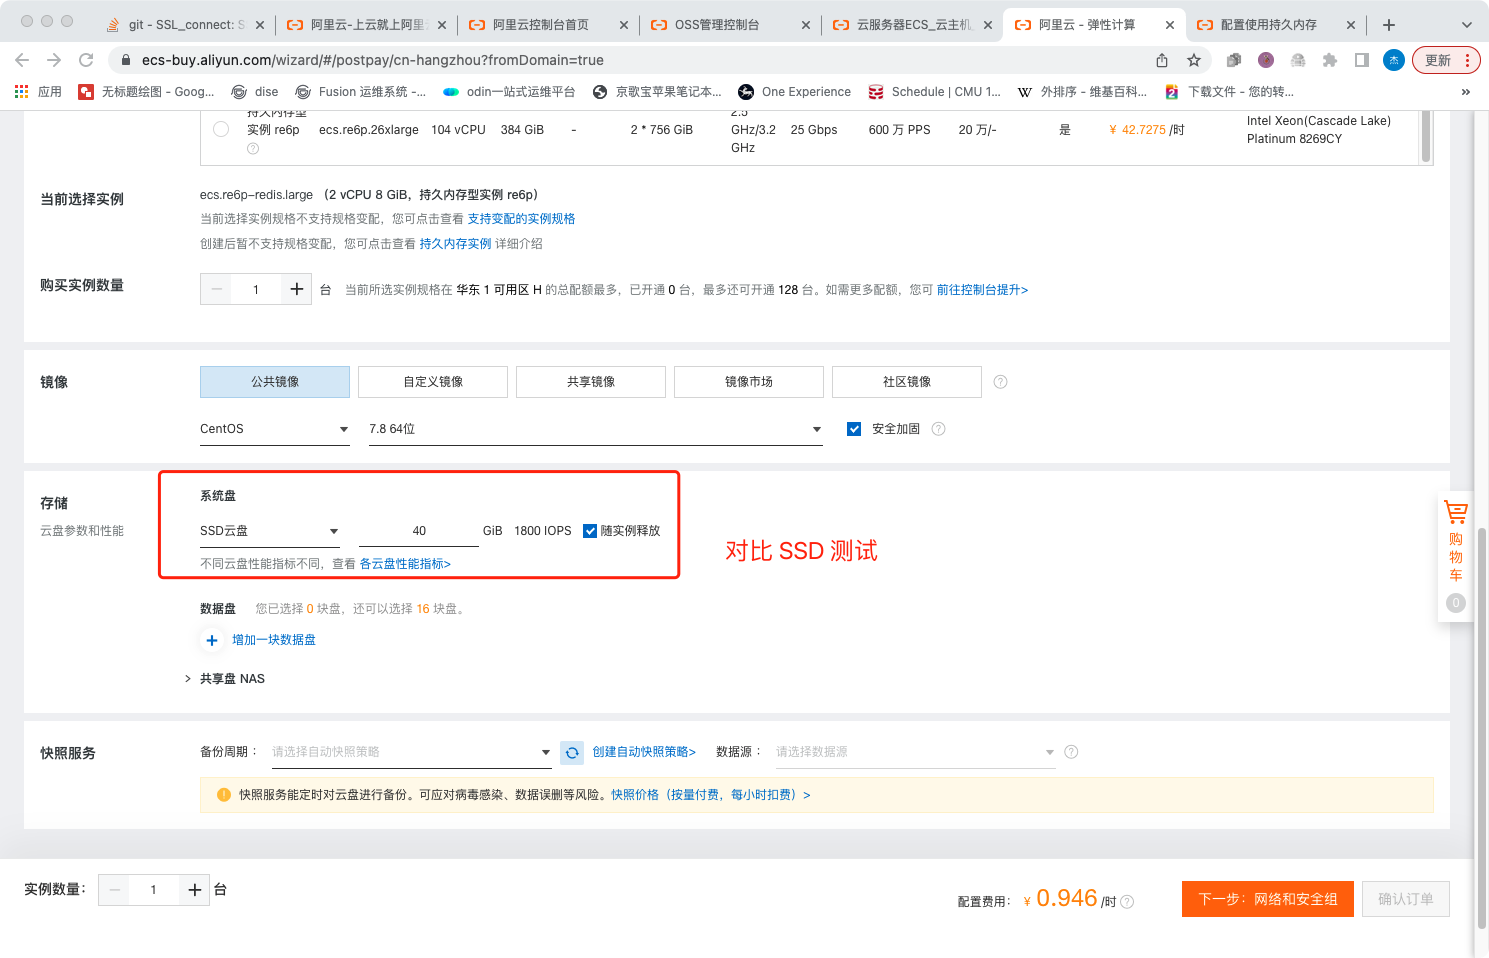 git - SSL_connect: S
阿里云-上云就上阿里云
阿里云控制台首页
OSS管理控制台
云服务器ECS_云主机_
阿里云 - 弹性计算
配置使用持久内存
ecs-buy.aliyun.com/wizard/#/postpay/cn-hangzhou?fromDomain=true
杰
更新
应用
无标题绘图 - Goog...
dise
Fusion 运维系统 -...
odin一站式运维平台
京歌宝苹果笔记本...
One Experience
Schedule | CMU 1...
外排序 - 维基百科...
下载文件 - 您的转...
»
持久内存型
实例 re6p
ecs.re6p.26xlarge
104 vCPU
384 GiB
-
2 * 756 GiB
2.5
GHz/3.2
GHz
25 Gbps
600 万 PPS
20 万/-
是
¥ 42.7275 /时
Intel Xeon(Cascade Lake)
Platinum 8269CY
当前选择实例
ecs.re6p-redis.large （2 vCPU 8 GiB，持久内存型实例 re6p）
当前选择实例规格不支持规格变配，您可点击查看 支持变配的实例规格
创建后暂不支持规格变配，您可点击查看 持久内存实例 详细介绍
购买实例数量
1
台
当前所选实例规格在 华东 1 可用区 H 的总配额最多，已开通 0 台，最多还可开通 128 台。如需更多配额，您可 前往控制台提升>
镜像
公共镜像
自定义镜像
共享镜像
镜像市场
社区镜像
CentOS
7.8 64位
安全加固
存储
云盘参数和性能
系统盘
SSD云盘
40
GiB
1800 IOPS
随实例释放
不同云盘性能指标不同，查看 各云盘性能指标>
对比 SSD 测试
数据盘
您已选择 0 块盘，还可以选择 16 块盘。
+ 增加一块数据盘
> 共享盘 NAS
购
物
车
0
快照服务
备份周期：
请选择自动快照策略
创建自动快照策略>
数据源：
请选择数据源
快照服务能定时对云盘进行备份。可应对病毒感染、数据误删等风险。快照价格（按量付费，每小时扣费）>
实例数量：
1
台
配置费用：
¥ 0.946 /时
下一步：网络和安全组
确认订单